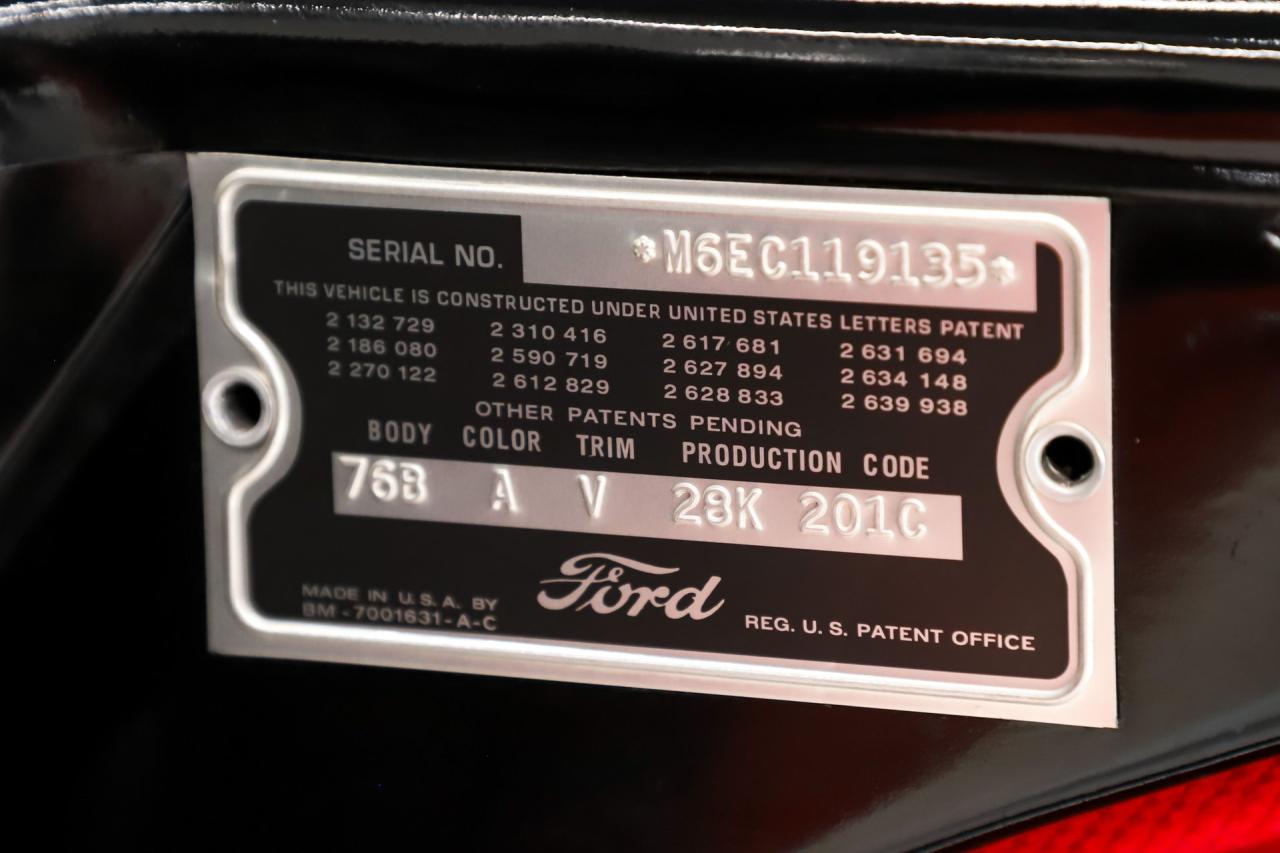 SERIAL NO. *M6EC119135*
THIS VEHICLE IS CONSTRUCTED UNDER UNITED STATES LETTERS PATENT
2 132 729 2 310 416 2 617 681 2 631 694
2 186 080 2 590 719 2 627 894 2 634 148
2 270 122 2 612 829 2 628 833 2 639 938
OTHER PATENTS PENDING
BODY COLOR TRIM PRODUCTION CODE
76B A V 28K 201C
MADE IN U.S.A. BY
BM-7001631-A-C
Ford
REG. U. S. PATENT OFFICE